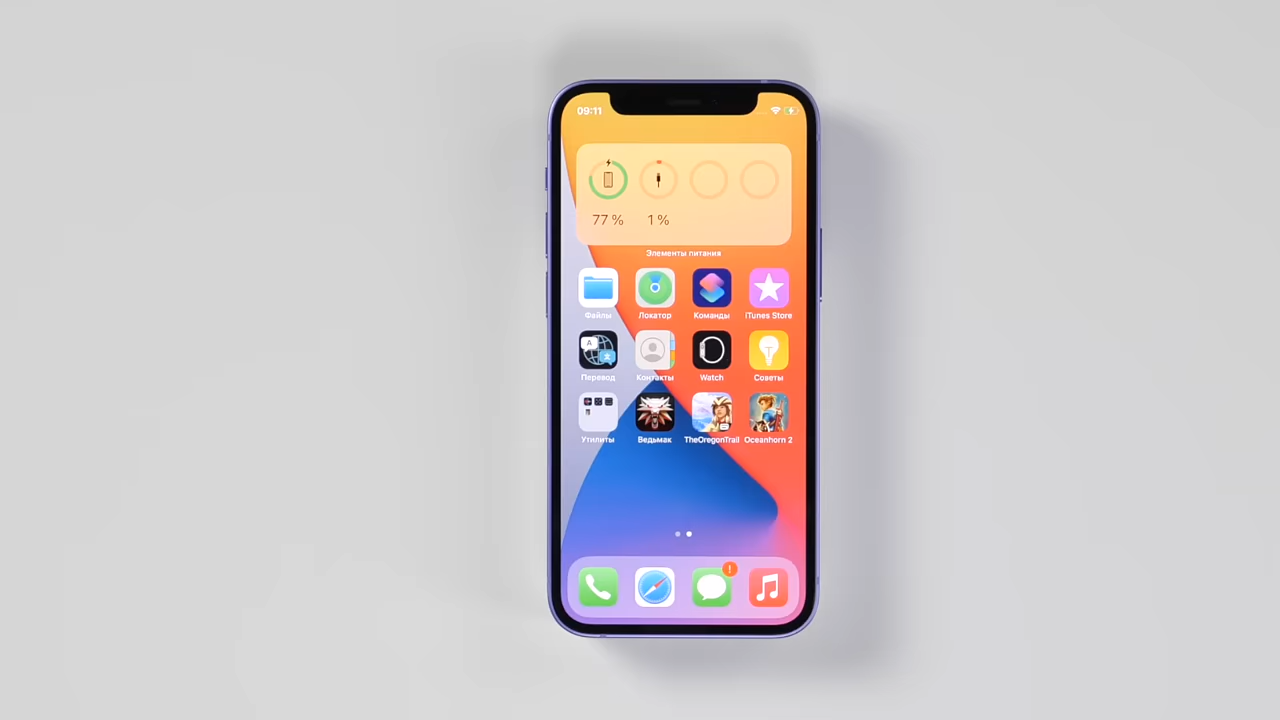 09:11
77 % 1 %
Элементы питания
Файлы Локатор Команды iTunes Store
Перевод Контакты Watch Советы
Утилиты Ведьмак TheOregonTrail Oceanhorn 2